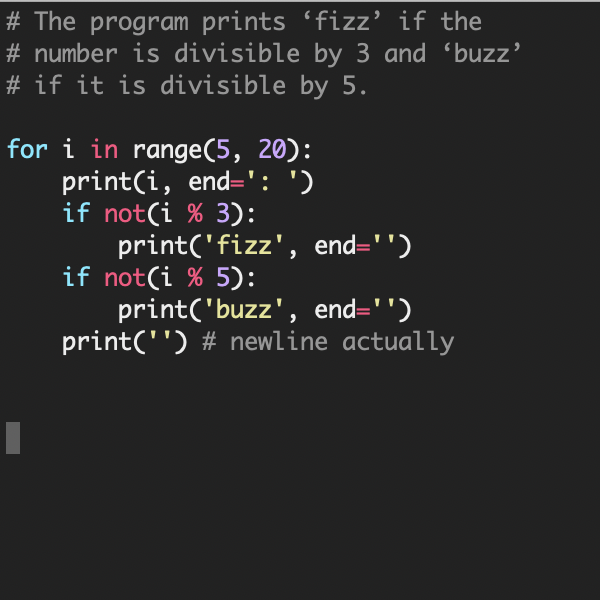 # The program prints ‘fizz’ if the
# number is divisible by 3 and ‘buzz’
# if it is divisible by 5.

for i in range(5, 20):
    print(i, end=': ')
    if not(i % 3):
        print('fizz', end='')
    if not(i % 5):
        print('buzz', end='')
    print('') # newline actually